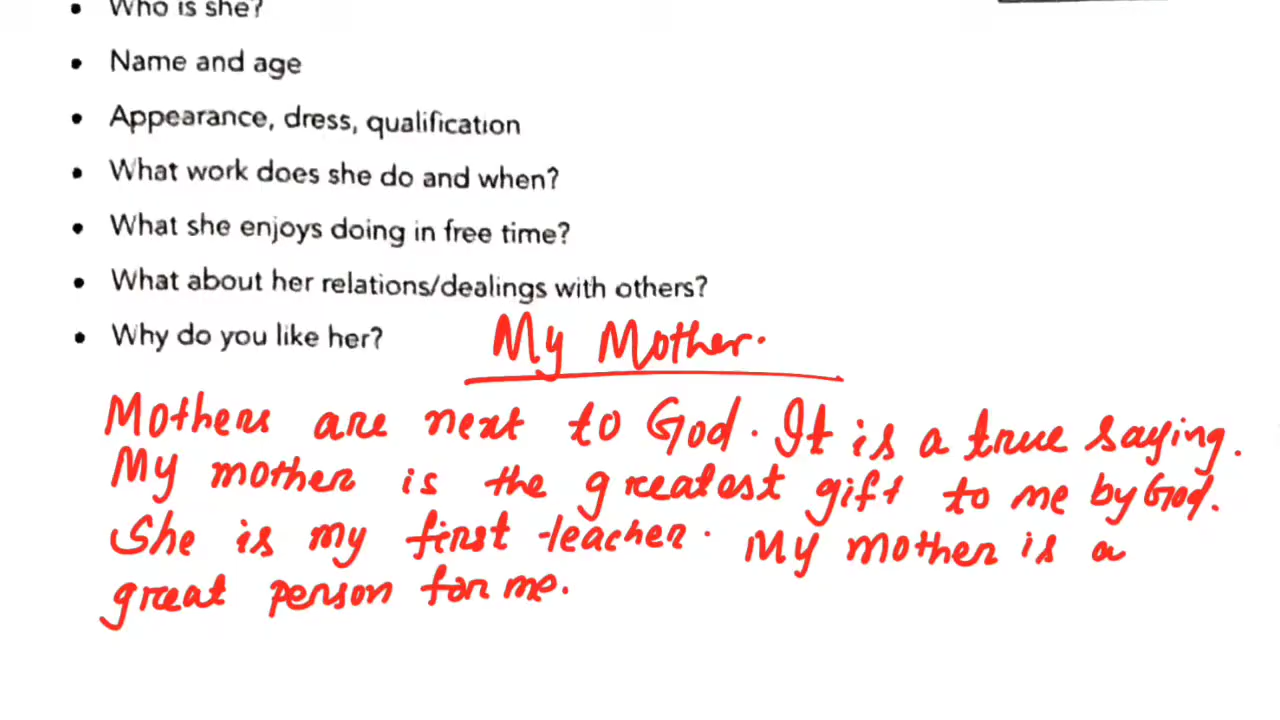 Who is she?
Name and age
Appearance, dress, qualification
What work does she do and when?
What she enjoys doing in free time?
What about her relations/dealings with others?
Why do you like her?
My Mother.
Mothers are next to God. It is a true saying.
My mother is the greatest gift to me by God.
She is my first teacher. My mother is a
great person for me.